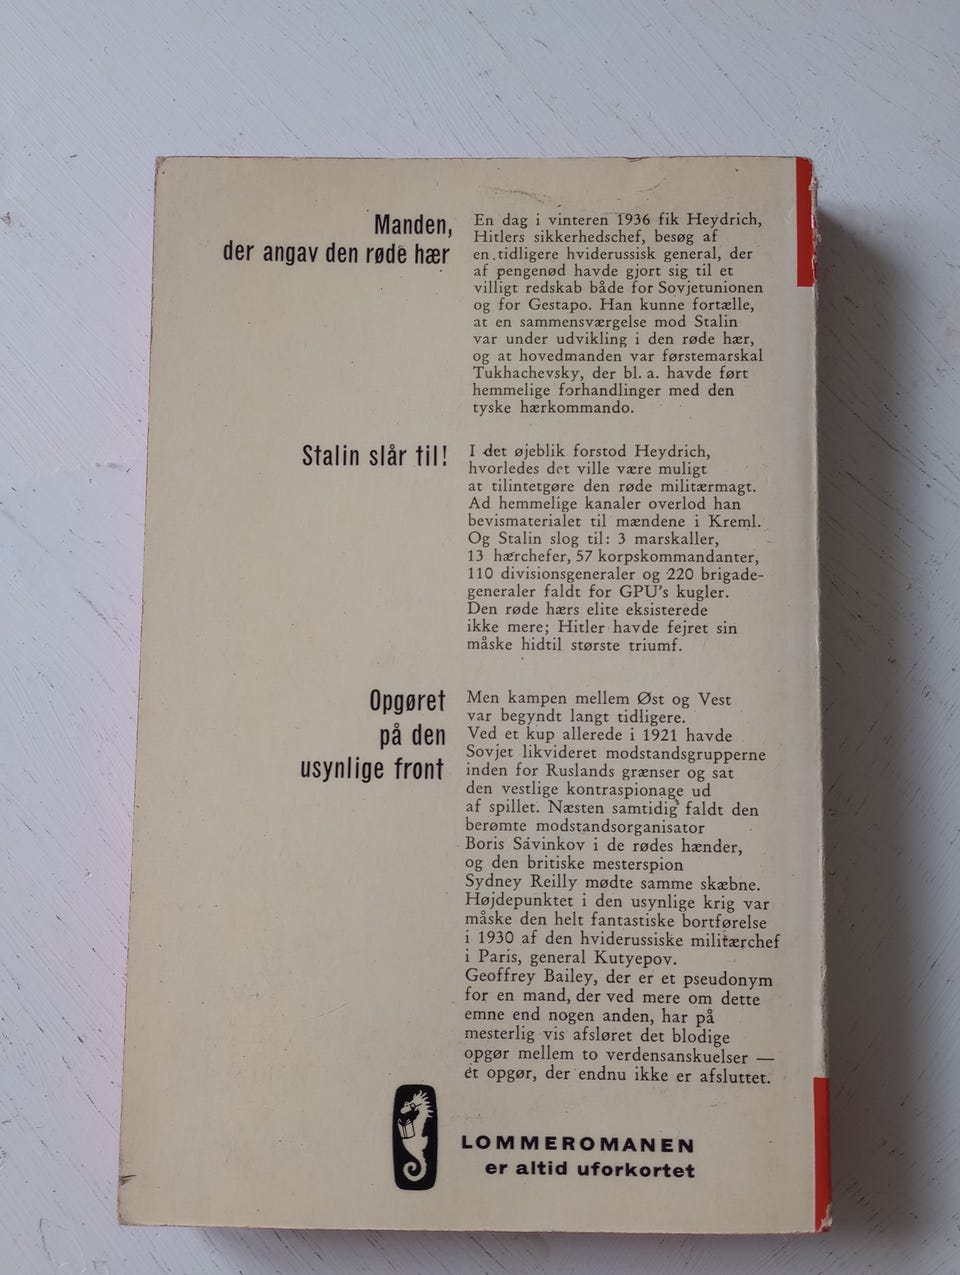 Manden,
der angav den røde hær
En dag i vinteren 1936 fik Heydrich,
Hitlers sikkerhedschef, besøg af
en tidligere hviderussisk general, der
af pengenød havde gjort sig til et
villigt redskab både for Sovjetunionen
og for Gestapo. Han kunne fortælle,
at en sammensværgelse mod Stalin
var under udvikling i den røde hær,
og at hovedmanden var førstemarskal
Tukhachevsky, der bl. a. havde ført
hemmelige forhandlinger med den
tyske hærkommando.
Stalin slår til!
I det øjeblik forstod Heydrich,
hvorledes det ville være muligt
at tilintetgøre den røde militærmagt.
Ad hemmelige kanaler overlod han
bevismaterialet til mændene i Kreml.
Og Stalin slog til: 3 marskaller,
13 hærchefer, 57 korpskommandanter,
110 divisionsgeneraler og 220 brigade-
generaler faldt for GPU's kugler.
Den røde hærs elite eksisterede
ikke mere; Hitler havde fejret sin
måske hidtil største triumf.
Opgøret
på den
usynlige front
Men kampen mellem Øst og Vest
var begyndt langt tidligere.
Ved et kup allerede i 1921 havde
Sovjet likvideret modstandsgrupperne
inden for Ruslands grænser og sat
den vestlige kontraspionage ud
af spillet. Næsten samtidig faldt den
berømte modstandsorganisator
Boris Savinkov i de rødes hænder,
og den britiske mesterspion
Sydney Reilly mødte samme skæbne.
Højdepunktet i den usynlige krig var
måske den helt fantastiske bortførelse
i 1930 af den hviderussiske militærchef
i Paris, general Kutyepov.
Geoffrey Bailey, der er et pseudonym
for en mand, der ved mere om dette
emne end nogen anden, har på
mesterlig vis afsløret det blodige
opgør mellem to verdensanskuelser —
ét opgør, der endnu ikke er afsluttet.
LOMMEROMANEN
er altid uforkortet